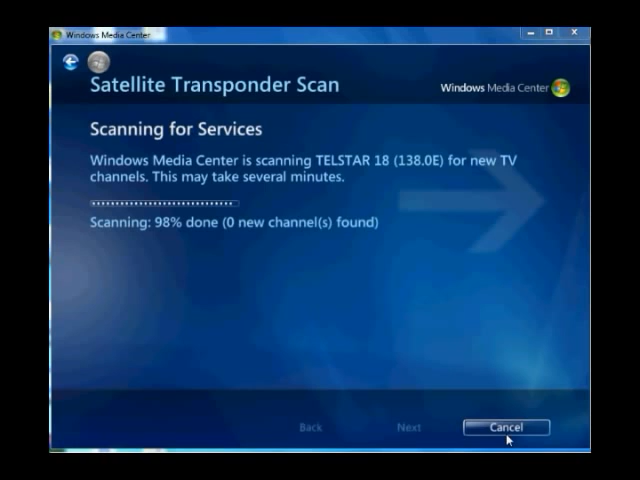 Windows Media Center
Satellite Transponder Scan
Windows Media Center
Scanning for Services
Windows Media Center is scanning TELSTAR 18 (138.0E) for new TV
channels. This may take several minutes.
Scanning: 98% done (0 new channel(s) found)
Back
Next
Cancel